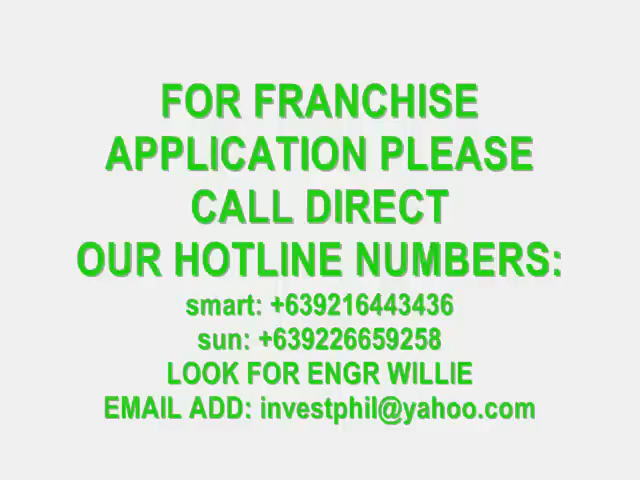 FOR FRANCHISE
APPLICATION PLEASE
CALL DIRECT
OUR HOTLINE NUMBERS:
smart: +639216443436
sun: +639226659258
LOOK FOR ENGR WILLIE
EMAIL ADD: investphil@yahoo.com